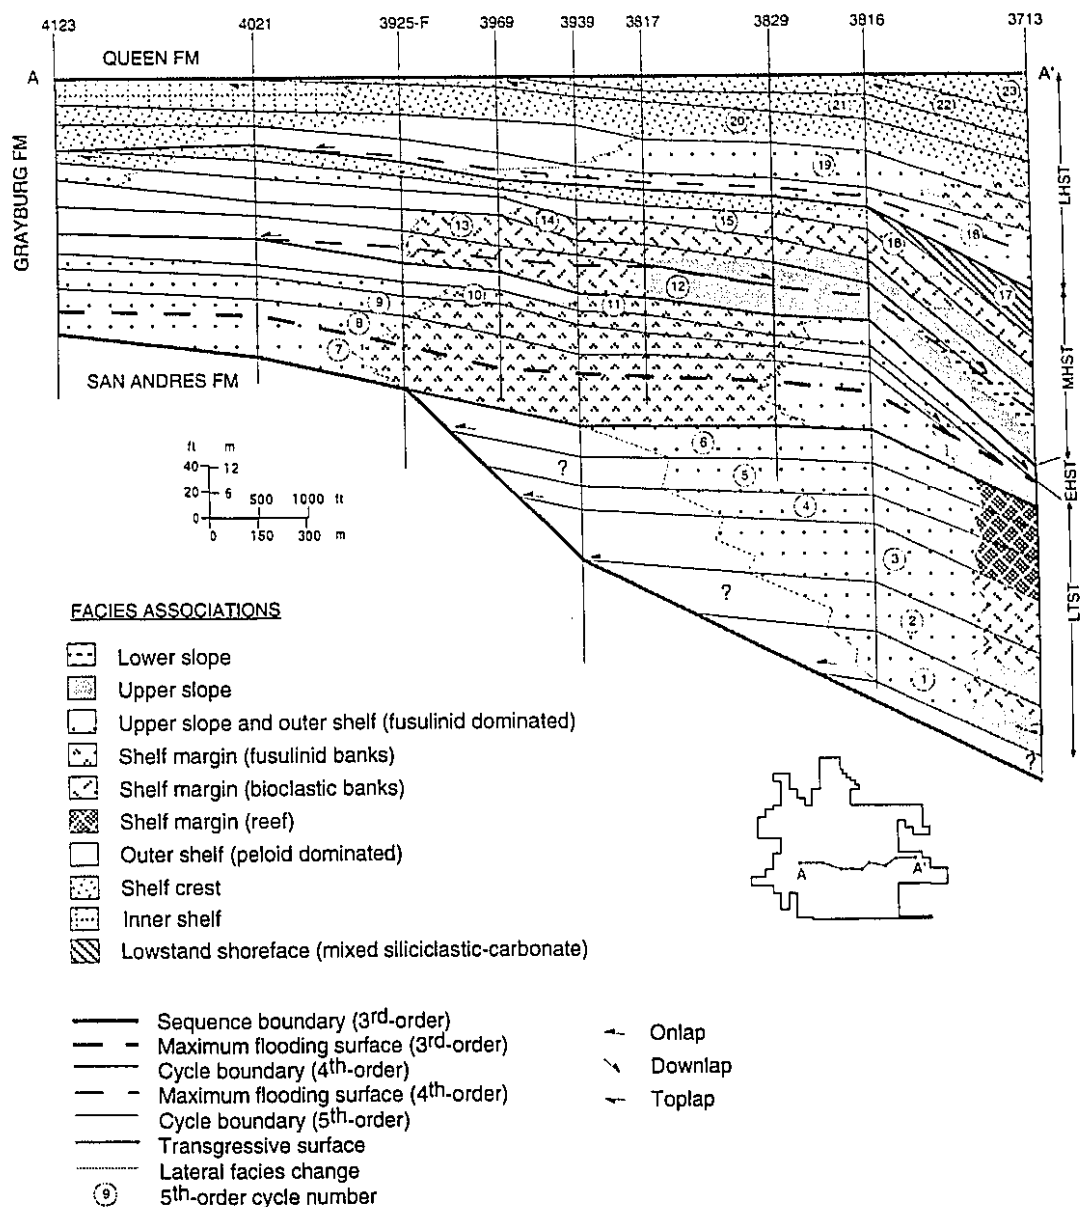 4123 4021 3925-F 3969 3939 3817 3829 3816 3713
QUEEN FM
A A'
GRAYBURG FM
SAN ANDRES FM
23
22
21
20
19
18
17
16
15
14
13
12
11
10
9
8
7
6
5
4
3
2
1
?
?
?
LHST
MHST
EHST
LTST
ft m
40 12
20 6 500 1000 ft
0
0 150 300 m
A A'
FACIES ASSOCIATIONS
Lower slope
Upper slope
Upper slope and outer shelf (fusulinid dominated)
Shelf margin (fusulinid banks)
Shelf margin (bioclastic banks)
Shelf margin (reef)
Outer shelf (peloid dominated)
Shelf crest
Inner shelf
Lowstand shoreface (mixed siliciclastic-carbonate)
Sequence boundary (3rd-order)
Maximum flooding surface (3rd-order)
Cycle boundary (4th-order)
Maximum flooding surface (4th-order)
Cycle boundary (5th-order)
Transgressive surface
Lateral facies change
9 5th-order cycle number
Onlap
Downlap
Toplap